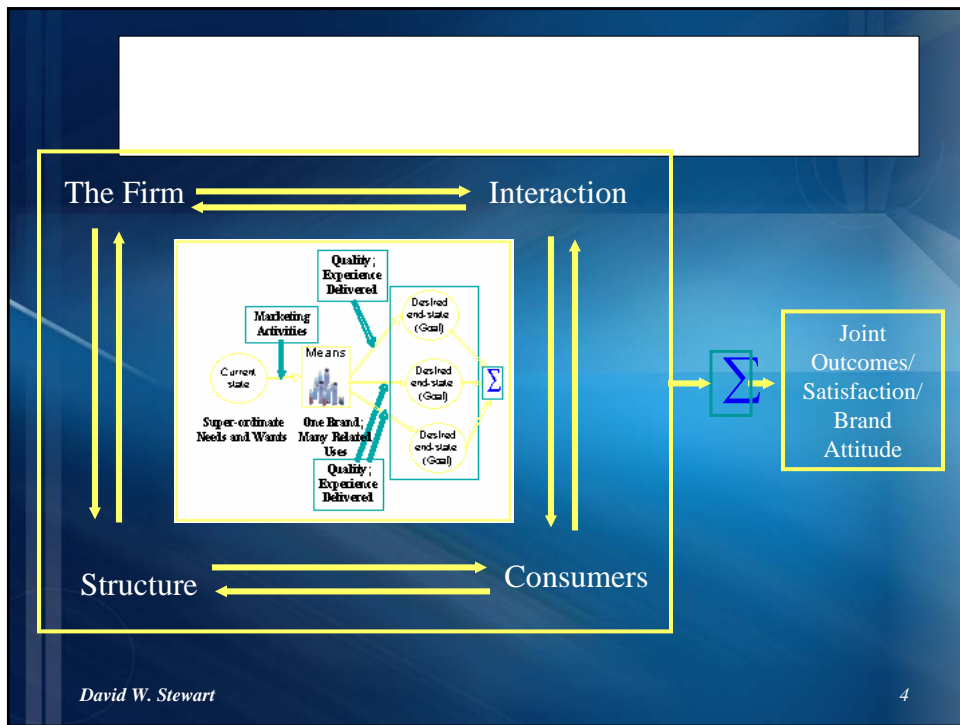 The Firm
Interaction
Quality;
Experience
Delivered
Marketing
Activities
Current
state
Means
Desired
end-state
(Goal)
Desired
end-state
(Goal)
Desired
end-state
(Goal)
Σ
Super-ordinate
Needs and Wants
One Brand;
Many Related
Uses
Quality;
Experience
Delivered
Σ
Joint
Outcomes/
Satisfaction/
Brand
Attitude
Structure
Consumers
David W. Stewart
4